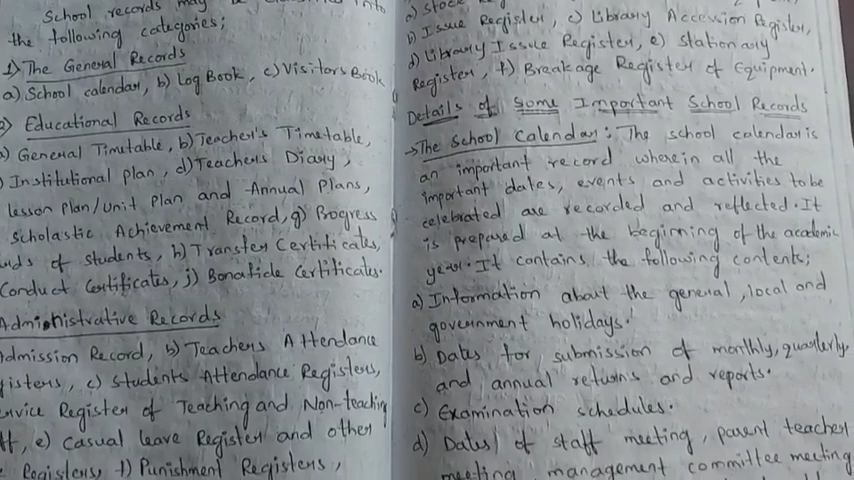 School records may be classified into
the following categories;
1) The General Records
a) School calendar, b) Log Book, c) Visitors Book
Educational Records
General Timetable, b) Teacher's Timetable,
Institutional plan, d) Teacher's Diary,
lesson plan/unit plan and Annual Plans,
Scholastic Achievement Record, g) Progress
of students, h) Transfer Certificates,
Conduct Certificates, j) Bonafide Certificates.
Administrative Records
Admission Record, b) Teachers Attendance
c) Students Attendance Registers,
Register of Teaching and Non-teaching
e) Casual leave Register and other
Registers, f) Punishment Registers,
a) Stock
b) Issue Register, c) Library Accession Register,
d) Library Issue Register, e) Stationary
Register, f) Breakage Register of Equipment.
Details of Some Important School Records
→The School Calendar: The school calendar is
an important record wherein all the
important dates, events and activities to be
celebrated are recorded and reflected. It
is prepared at the beginning of the academic
year. It contains the following contents;
a) Information about the general, local and
government holidays.
b) Dates for submission of monthly, quarterly,
and annual returns and reports.
c) Examination schedules.
d) Dates of staff meeting, parent teacher
meeting, management committee meeting